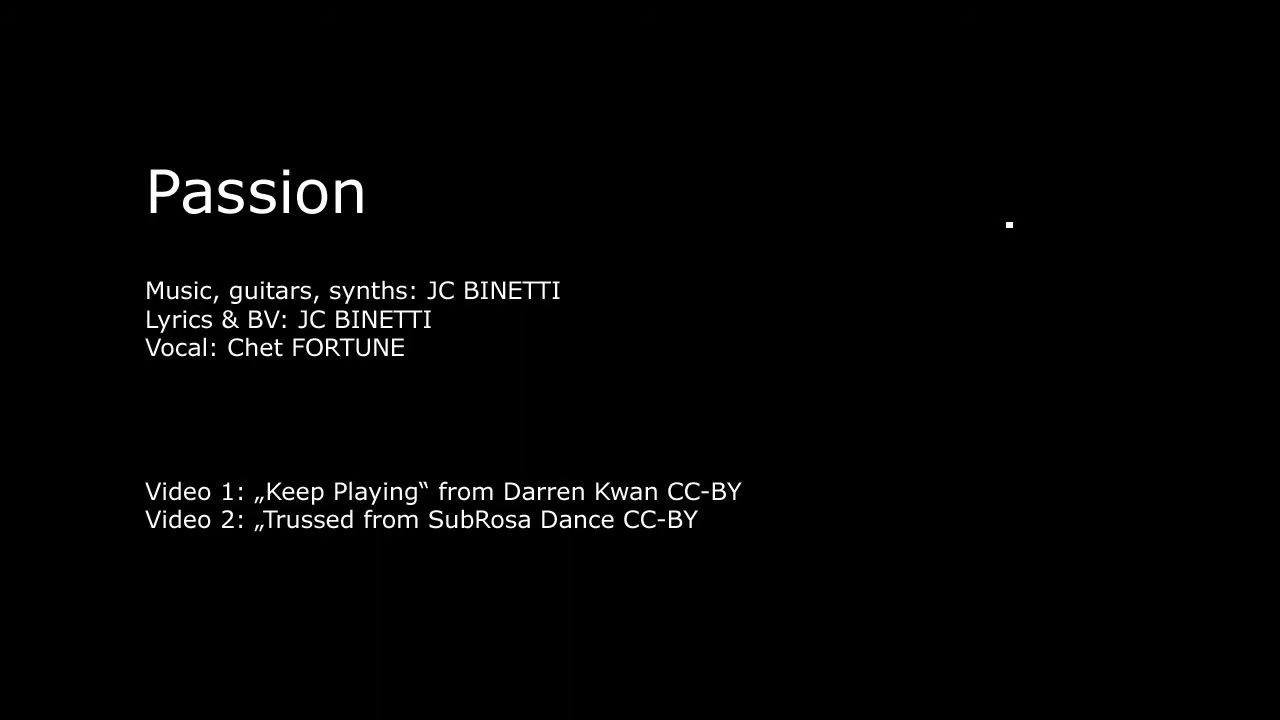 Passion
Music, guitars, synths: JC BINETTI
Lyrics & BV: JC BINETTI
Vocal: Chet FORTUNE
Video 1: „Keep Playing“ from Darren Kwan CC-BY
Video 2: „Trussed from SubRosa Dance CC-BY